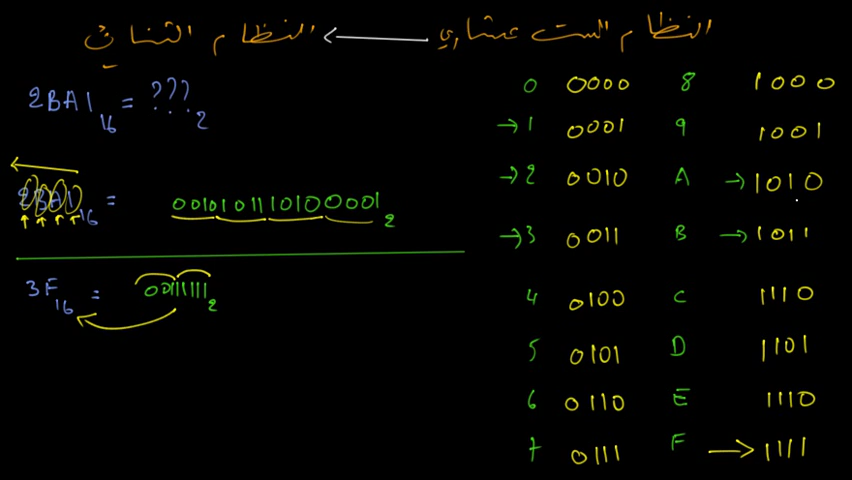 النظام الست عشاري ← النظام الثنائي
2BA1₁₆ = ???₂
2BA1₁₆ = 0010101110100001₂
3F₁₆ = 00111111₂
0 0000 8 1000
→1 0001 9 1001
→2 0010 A →1010
→3 0011 B →1011
4 0100 C 1110
5 0101 D 1101
6 0110 E 1110
7 0111 F →1111